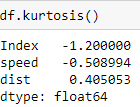 df.kurtosis()
Index   -1.200000
speed   -0.508994
dist     0.405053
dtype: float64